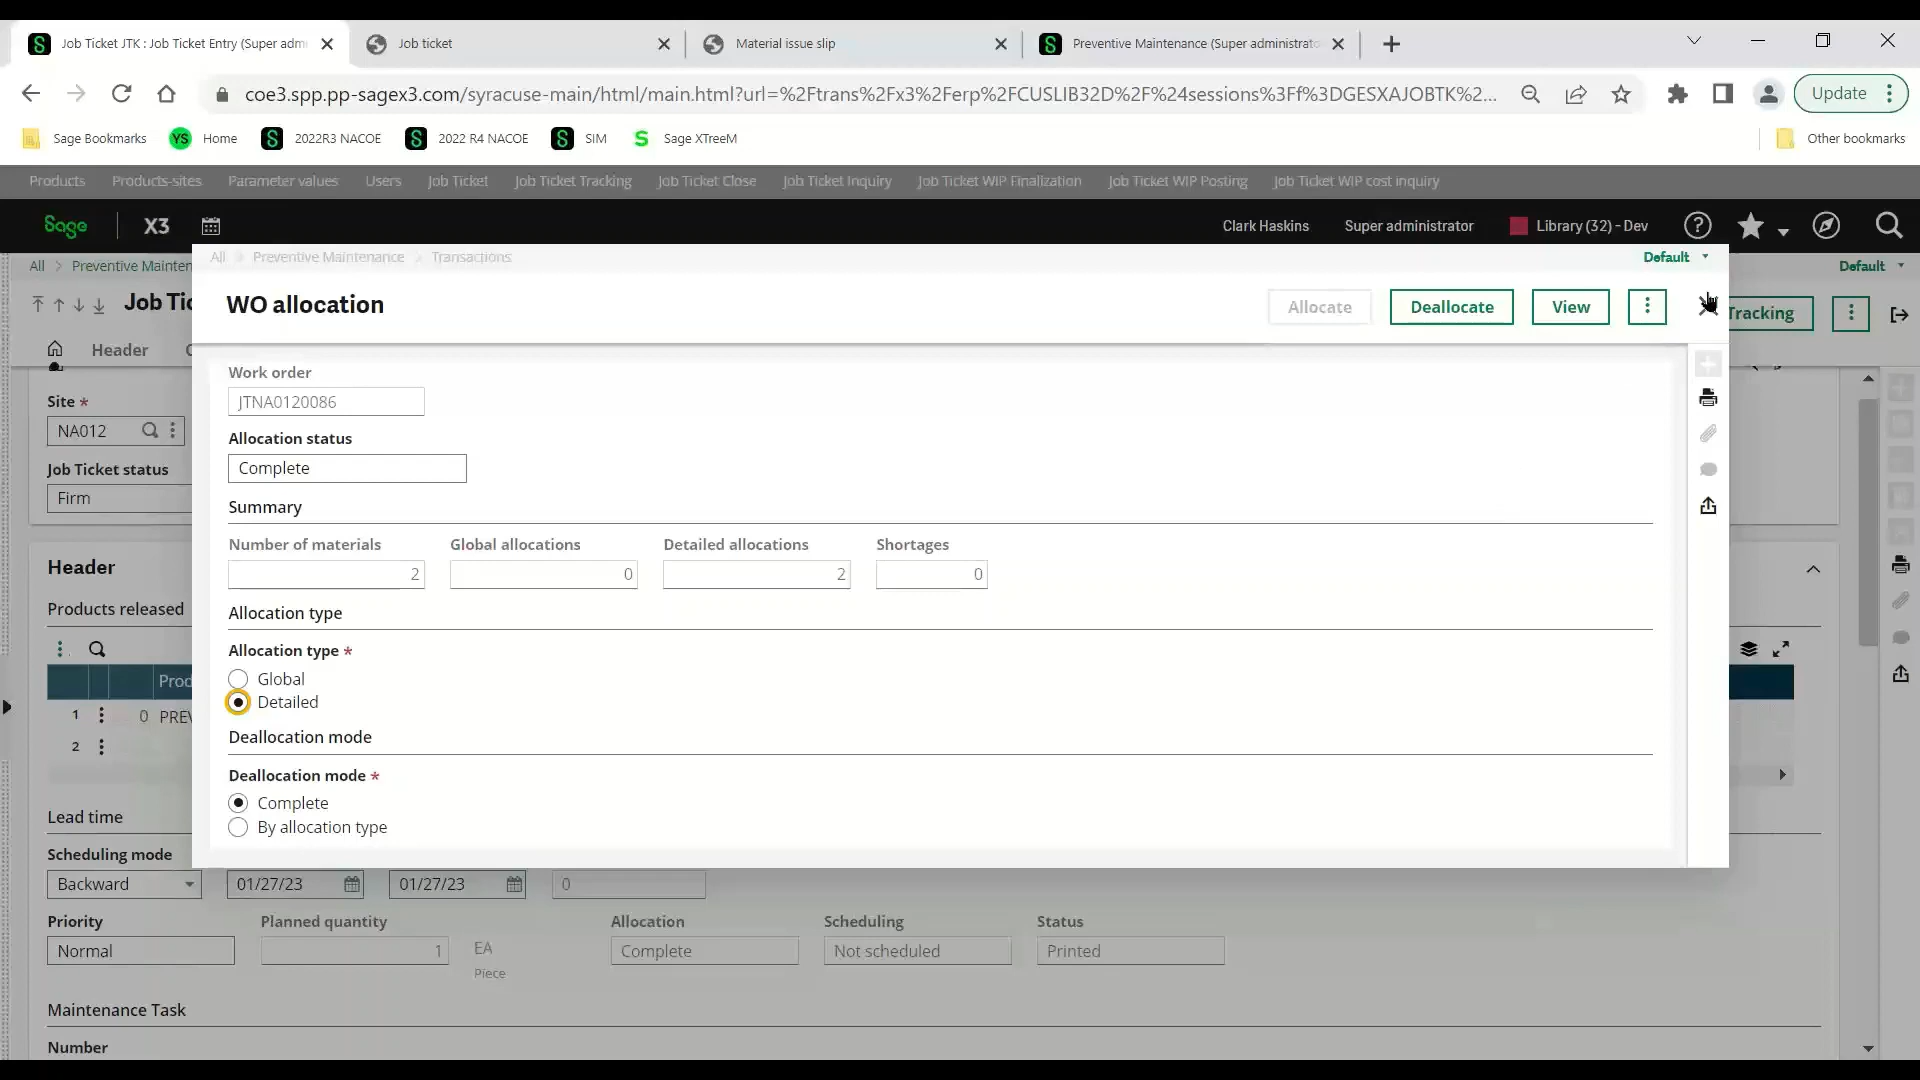 Job Ticket JTK : Job Ticket Entry (Super adm
Job ticket
Material issue slip
Preventive Maintenance (Super administrato
coe3.spp.pp-sagex3.com/syracuse-main/html/main.html?url=%2Ftrans%2Fx3%2Ferp%2FCUSLIB32D%2F%24sessions%3Ff%3DGESXAJOBTK%2...
Update
Sage Bookmarks
YS Home
2022R3 NACOE
2022 R4 NACOE
SIM
Sage XTreeM
Other bookmarks
Products Products-sites Parameter values Users Job Ticket Job Ticket Tracking Job Ticket Close Job Ticket Inquiry Job Ticket WIP Finalization Job Ticket WIP Posting Job Ticket WIP cost inquiry
Sage X3 Clark Haskins Super administrator Library (32) - Dev
All > Preventive Mainten
Default
Job Tic
Tracking
Header
Site *
NA012
Job Ticket status
Firm
All > Preventive Maintenance > Transactions
Default
WO allocation
Allocate Deallocate View
Work order
JTNA0120086
Allocation status
Complete
Summary
Number of materials Global allocations Detailed allocations Shortages
2 0 2 0
Allocation type
Allocation type *
Global
Detailed
Deallocation mode
Deallocation mode *
Complete
By allocation type
Header
Products released
Prod
1 0 PREV
2
Lead time
Scheduling mode
Backward 01/27/23 01/27/23 0
Priority Planned quantity Allocation Scheduling Status
Normal 1 EA Complete Not scheduled Printed
Piece
Maintenance Task
Number